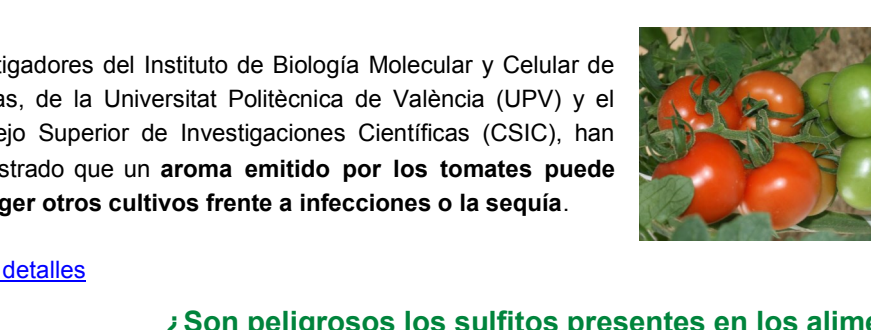 tigadores del Instituto de Biología Molecular y Celular de
as, de la Universitat Politècnica de València (UPV) y el
ejo Superior de Investigaciones Científicas (CSIC), han
strado que un aroma emitido por los tomates puede
ger otros cultivos frente a infecciones o la sequía.
detalles
¿Son peligrosos los sulfitos presentes en los alime